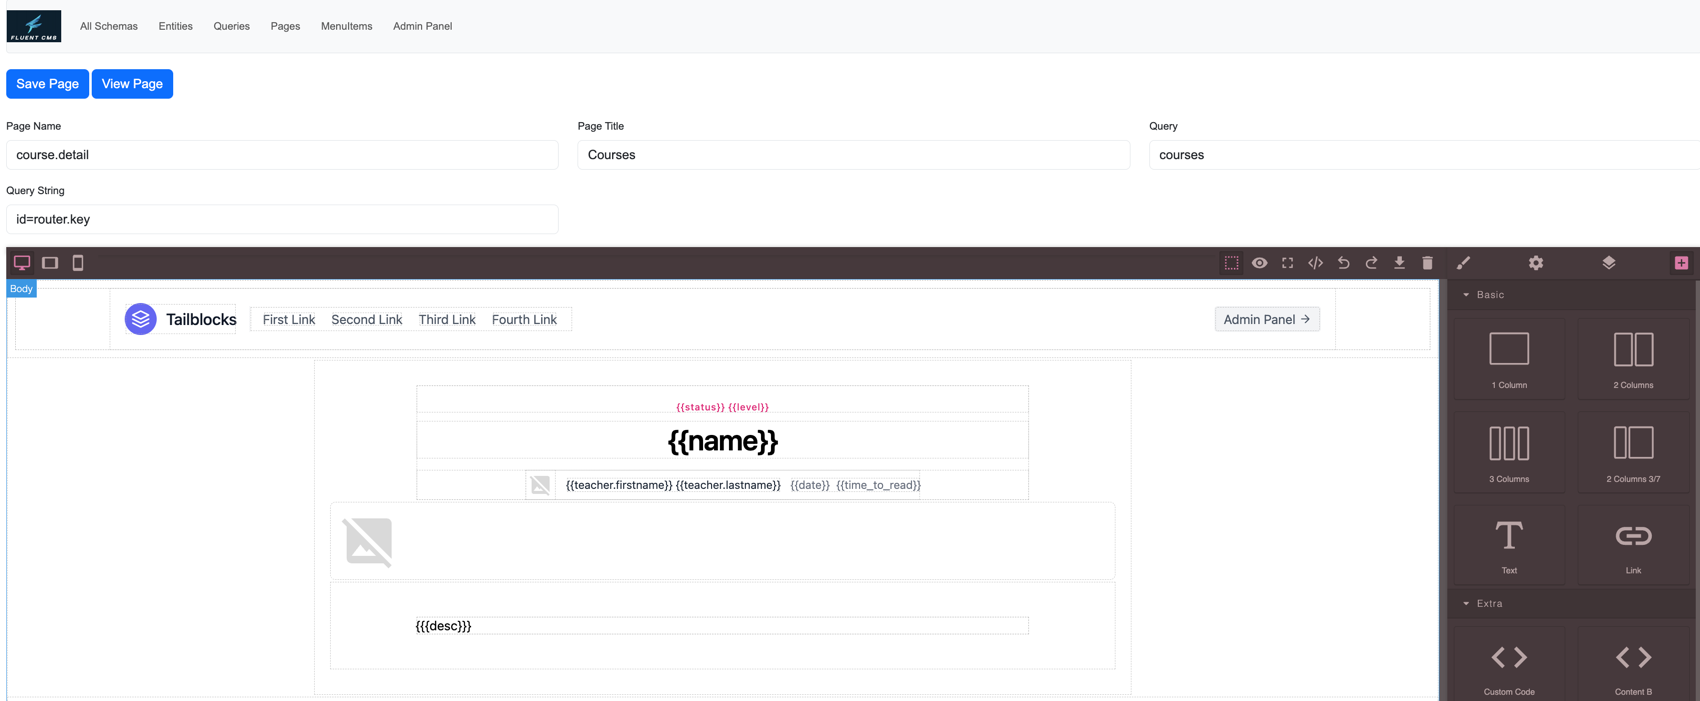 FLUENT CMS All Schemas Entities Queries Pages MenuItems Admin Panel
Save Page View Page
Page Name Page Title Query
course.detail Courses courses
Query String
id=router.key
Body
Tailblocks First Link Second Link Third Link Fourth Link Admin Panel →
{{status}} {{level}}
{{name}}
{{teacher.firstname}} {{teacher.lastname}} {{date}} {{time_to_read}}
{{{desc}}}
Basic
1 Column 2 Columns
3 Columns 2 Columns 3/7
Text Link
Extra
Custom Code Content B